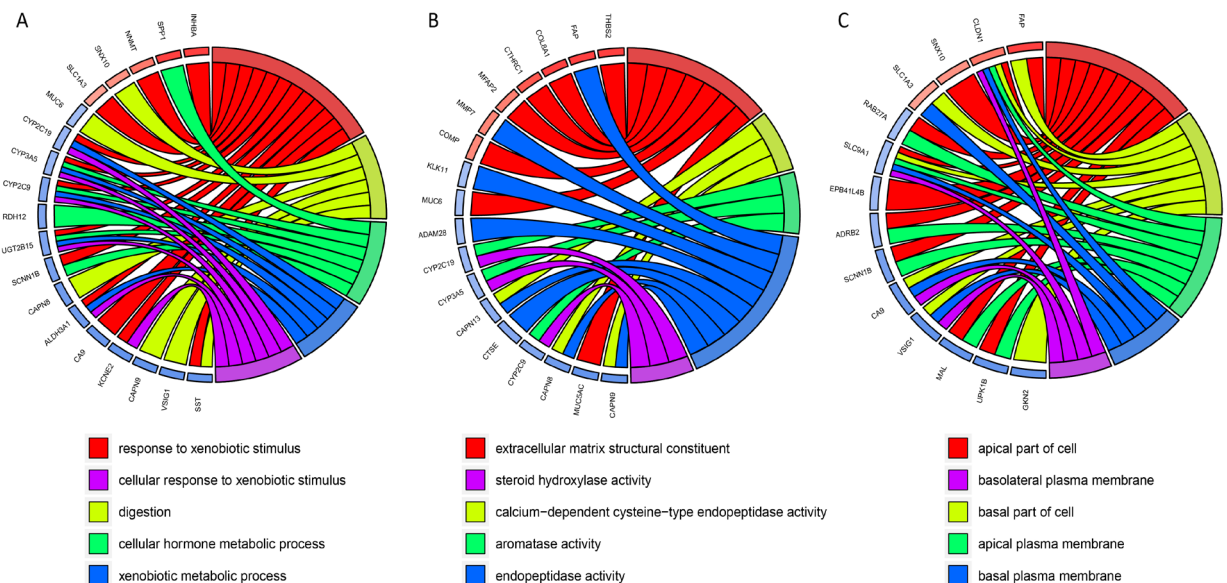 A
INHBA
SPP1
NNMT
SNX10
SLC1A3
MUC6
CYP2C19
CYP3A5
CYP2C9
RDH12
UGT2B15
SCNN1B
CAPN8
ALDH3A1
CA9
KCNE2
CAPN9
VSIG1
SST
response to xenobiotic stimulus
cellular response to xenobiotic stimulus
digestion
cellular hormone metabolic process
xenobiotic metabolic process
B
THBS2
FAP
COL8A1
CTHRC1
MFAP2
MMP7
COMP
KLK11
MUC6
ADAM28
CYP2C19
CYP3A5
CAPN13
CTSE
CYP2C9
CAPN8
MUC5AC
CAPN9
extracellular matrix structural constituent
steroid hydroxylase activity
calcium−dependent cysteine−type endopeptidase activity
aromatase activity
endopeptidase activity
C
FAP
CLDN1
SNX10
SLC1A3
RAB27A
SLC9A1
EPB41L4B
ADRB2
SCNN1B
CA9
VSIG1
MAL
UPK1B
GKN2
apical part of cell
basolateral plasma membrane
basal part of cell
apical plasma membrane
basal plasma membrane